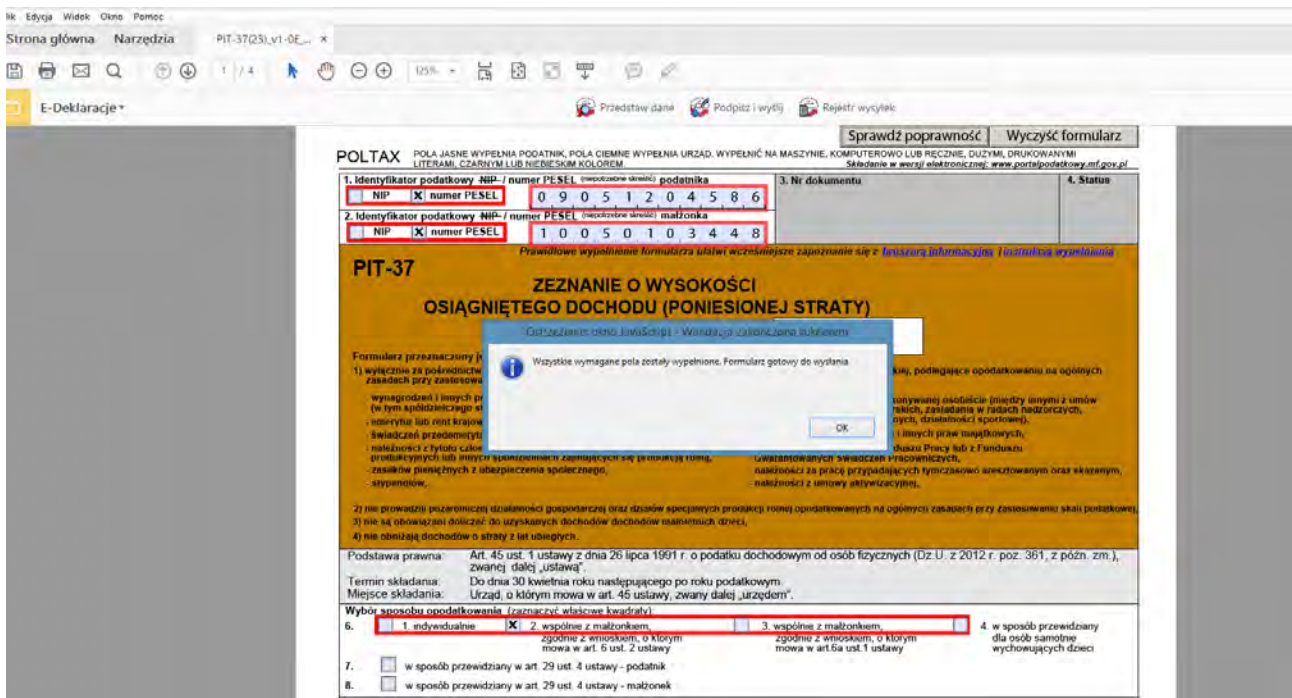 lik Edycja Widok Okno Pomoc
Strona główna Narzędzia PIT-37(23)_v1-0E_... ×
1 / 4 125%
E-Deklaracje Przedstaw dane Podpisz i wyślij Rejestr wysyłek
Sprawdź poprawność Wyczyść formularz
POLTAX POLA JASNE WYPEŁNIA PODATNIK, POLA CIEMNE WYPEŁNIA URZĄD. WYPEŁNIĆ NA MASZYNIE, KOMPUTEROWO LUB RĘCZNIE, DUŻYMI, DRUKOWANYMI
LITERAMI, CZARNYM LUB NIEBIESKIM KOLOREM. Składanie w wersji elektronicznej: www.portalpodatkowy.mf.gov.pl
1. Identyfikator podatkowy NIP / numer PESEL (niepotrzebne skreślić) podatnika 3. Nr dokumentu 4. Status
NIP X numer PESEL 0 9 0 5 1 2 0 4 5 8 6
2. Identyfikator podatkowy NIP / numer PESEL (niepotrzebne skreślić) małżonka
NIP X numer PESEL 1 0 0 5 0 1 0 3 4 4 8
Prawidłowe wypełnienie formularza ułatwi wcześniejsze zapoznanie się z broszurą informacyjną i instrukcją wypełniania
PIT-37
ZEZNANIE O WYSOKOŚCI
OSIĄGNIĘTEGO DOCHODU (PONIESIONEJ STRATY)
Ostrzeżenie: okno JavaScript - Walidacja zakończona sukcesem
Wszystkie wymagane pola zostały wypełnione. Formularz gotowy do wysłania
OK
Formularz przeznaczony j
1) wyłącznie za pośrednictw kiej, podlegające opodatkowaniu na ogólnych
zasadach przy zastosowa
wynagrodzeń i innych pr onywanej osobiście (między innymi z umów
(w tym spółdzielczego st rskich, zasiadania w radach nadzorczych,
emerytur lub rent krajow nych, działalności sportowej),
świadczeń przedemeryta i innych praw majątkowych,
należności z tytułu człon duszu Pracy lub z Funduszu
produkcyjnych lub innych spółdzielniach zajmujących się produkcją rolną, Gwarantowanych Świadczeń Pracowniczych,
zasiłków pieniężnych z ubezpieczenia społecznego, należności za pracę przypadających tymczasowo aresztowanym oraz skazanym,
stypendiów, należności z umowy aktywizacyjnej,
2) nie prowadzili pozarolniczej działalności gospodarczej oraz działów specjalnych produkcji rolnej opodatkowanych na ogólnych zasadach przy zastosowaniu skali podatkowej,
3) nie są obowiązani doliczać do uzyskanych dochodów dochodów małoletnich dzieci,
4) nie obniżają dochodów o straty z lat ubiegłych.
Podstawa prawna: Art. 45 ust. 1 ustawy z dnia 26 lipca 1991 r. o podatku dochodowym od osób fizycznych (Dz.U. z 2012 r. poz. 361, z późn. zm.),
zwanej dalej „ustawą”.
Termin składania: Do dnia 30 kwietnia roku następującego po roku podatkowym.
Miejsce składania: Urząd, o którym mowa w art. 45 ustawy, zwany dalej „urzędem”.
Wybór sposobu opodatkowania (zaznaczyć właściwe kwadraty):
6. 1. indywidualnie X 2. wspólnie z małżonkiem, 3. wspólnie z małżonkiem, 4. w sposób przewidziany
zgodnie z wnioskiem, o którym zgodnie z wnioskiem, o którym dla osób samotnie
mowa w art. 6 ust. 2 ustawy mowa w art.6a ust.1 ustawy wychowujących dzieci
7. w sposób przewidziany w art. 29 ust. 4 ustawy - podatnik
8. w sposób przewidziany w art. 29 ust. 4 ustawy - małżonek